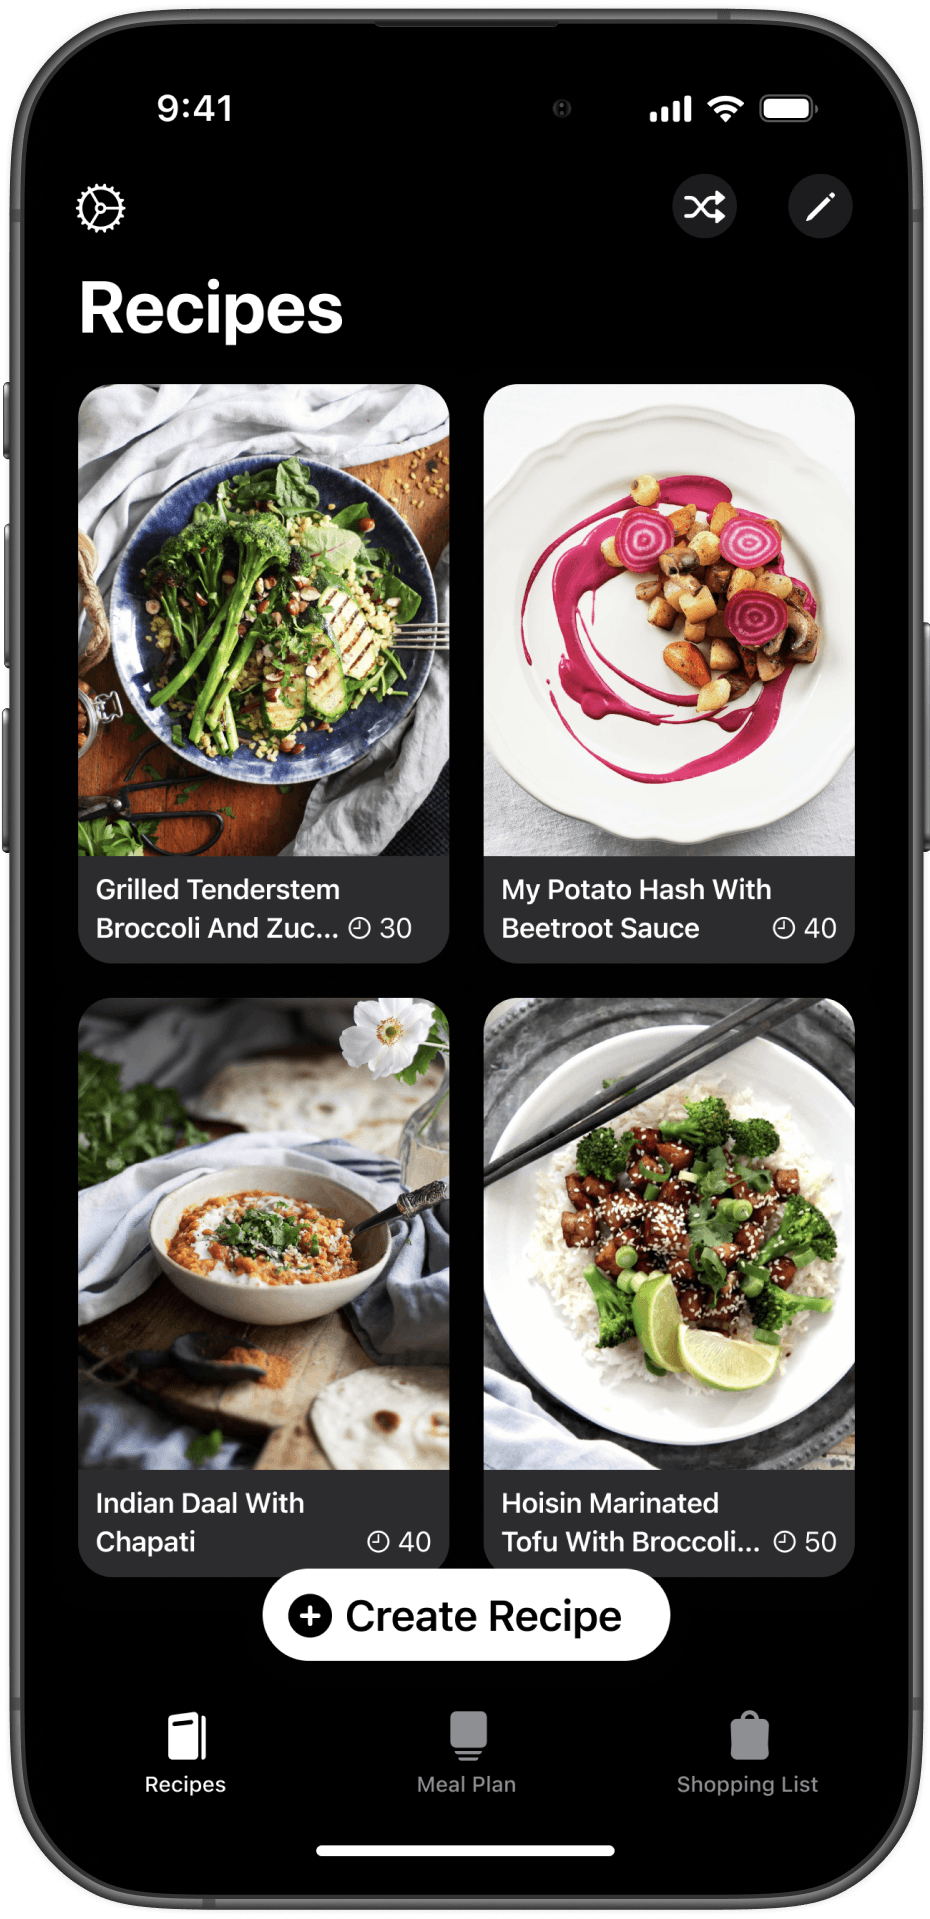 9:41
Recipes
Grilled Tenderstem
Broccoli And Zuc... 30
My Potato Hash With
Beetroot Sauce 40
Indian Daal With
Chapati 40
Hoisin Marinated
Tofu With Broccoli... 50
Create Recipe
Recipes
Meal Plan
Shopping List